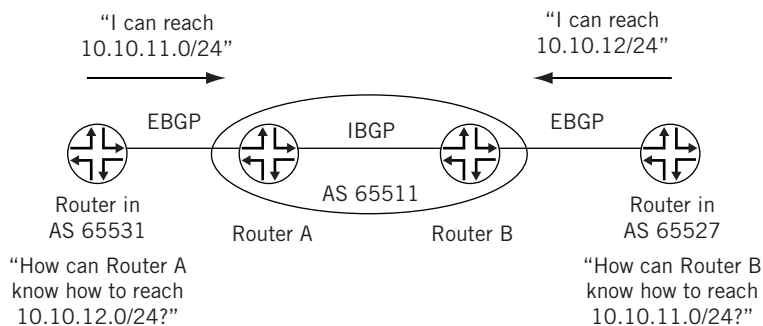 “I can reach
10.10.11.0/24”
“I can reach
10.10.12/24”
EBGP
IBGP
EBGP
AS 65511
Router in
AS 65531
Router A
Router B
Router in
AS 65527
“How can Router A
know how to reach
10.10.12.0/24?”
“How can Router B
know how to reach
10.10.11.0/24?”